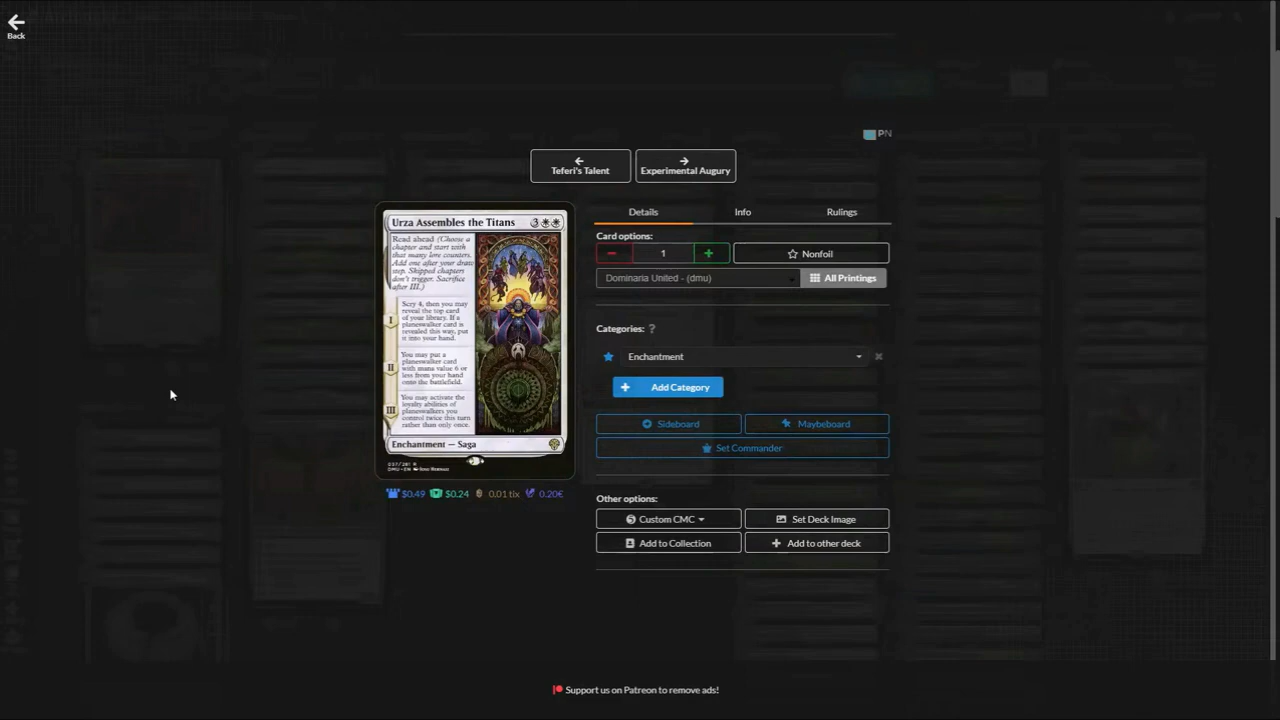 Back
PN
Teferi's Talent
Experimental Augury
Urza Assembles the Titans 3
Read ahead (Choose a
chapter and start with
that many lore counters.
Add one after your draw
step. Skipped chapters
don't trigger. Sacrifice
after III.)
I
Scry 4, then you may
reveal the top card
of your library. If a
planeswalker card is
revealed this way, put
it into your hand.
II
You may put a
planeswalker card
with mana value 6 or
less from your hand
onto the battlefield.
III
You may activate the
loyalty abilities of
planeswalkers you
control twice this turn
rather than only once.
Enchantment — Saga
DMU • EN
$0.49 $0.24 0.01 tix 0.20€
Details Info Rulings
Card options:
1 Nonfoil
Dominaria United - (dmu) All Printings
Categories: ?
Enchantment
+ Add Category
Sideboard Maybeboard
Set Commander
Other options:
Custom CMC Set Deck Image
Add to Collection + Add to other deck
Support us on Patreon to remove ads!